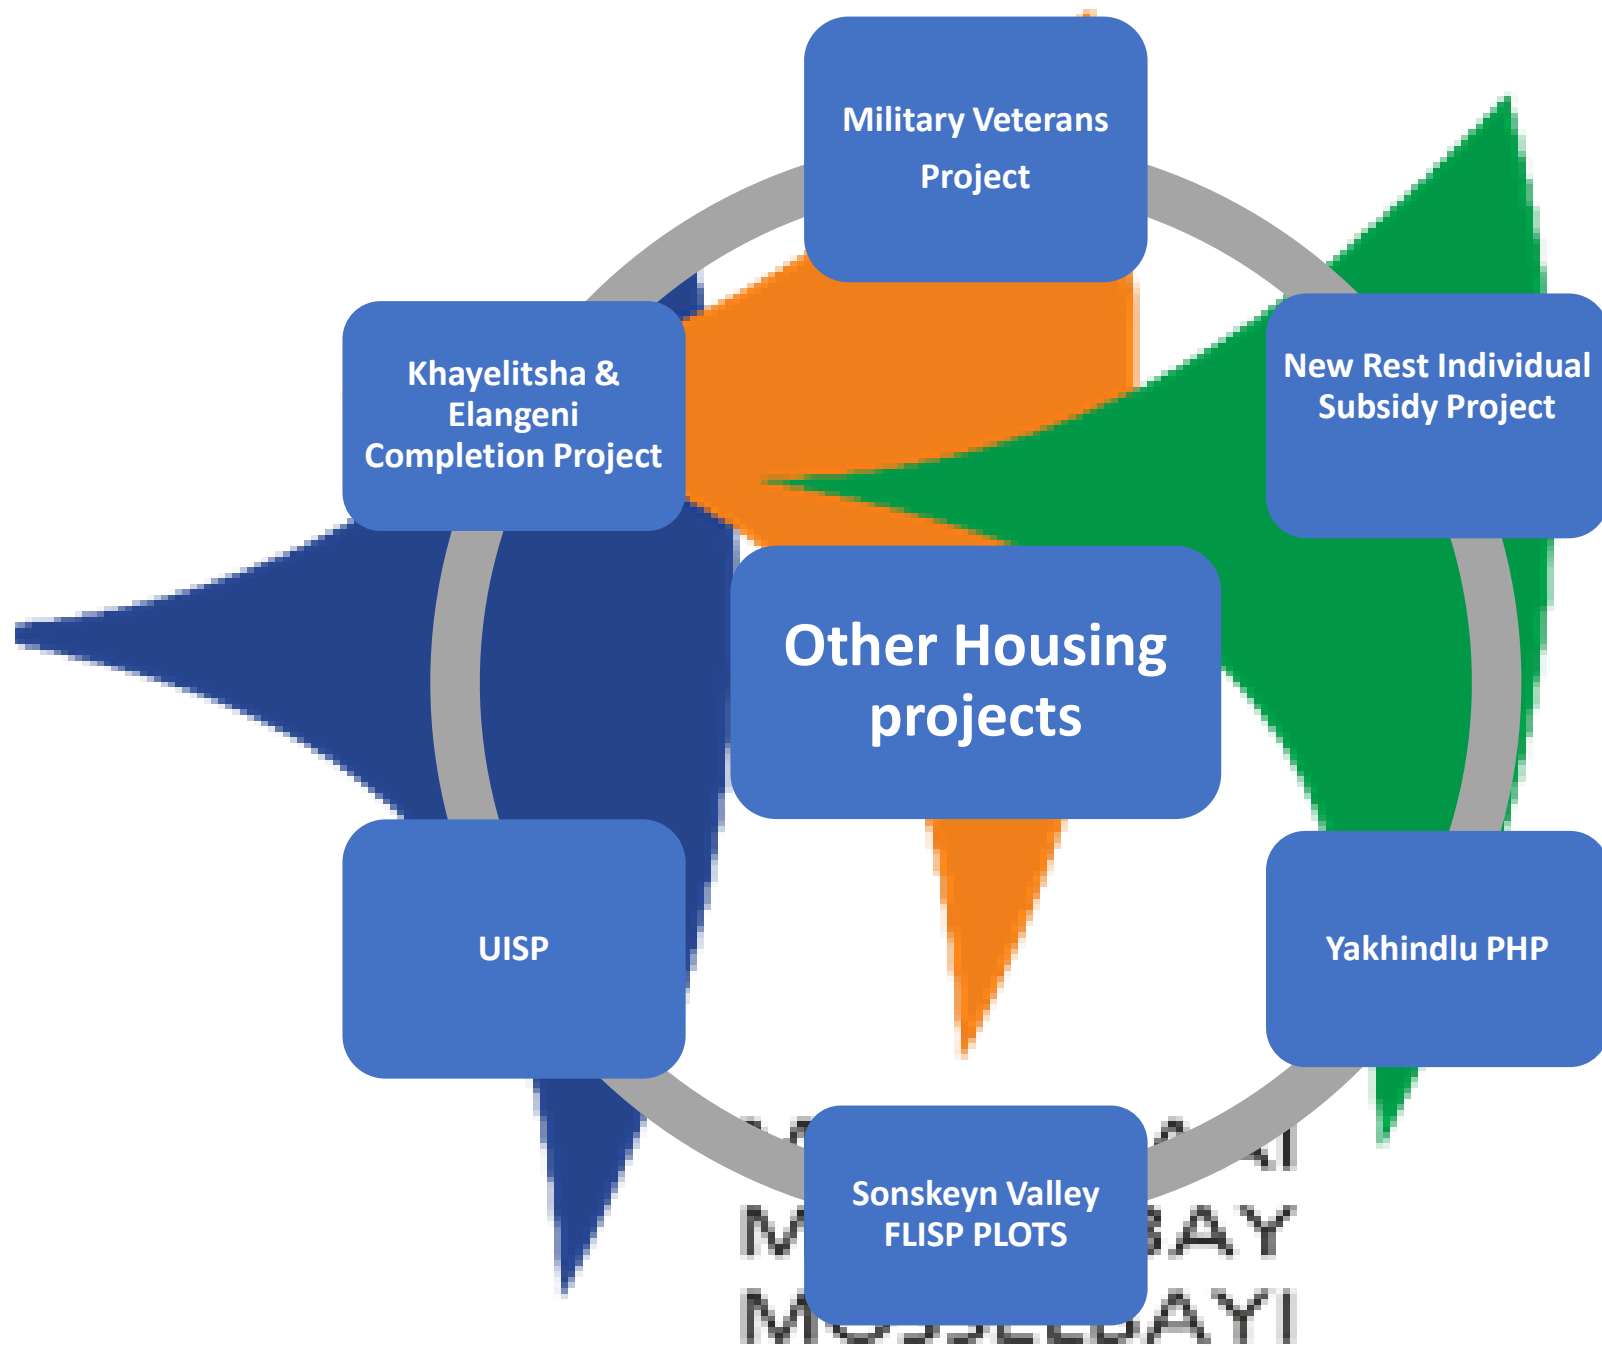 Military Veterans
Project
Khayelitsha &
Elangeni
Completion Project
New Rest Individual
Subsidy Project
Other Housing
projects
UISP
Yakhindlu PHP
Sonskeyn Valley
FLISP PLOTS
BAY